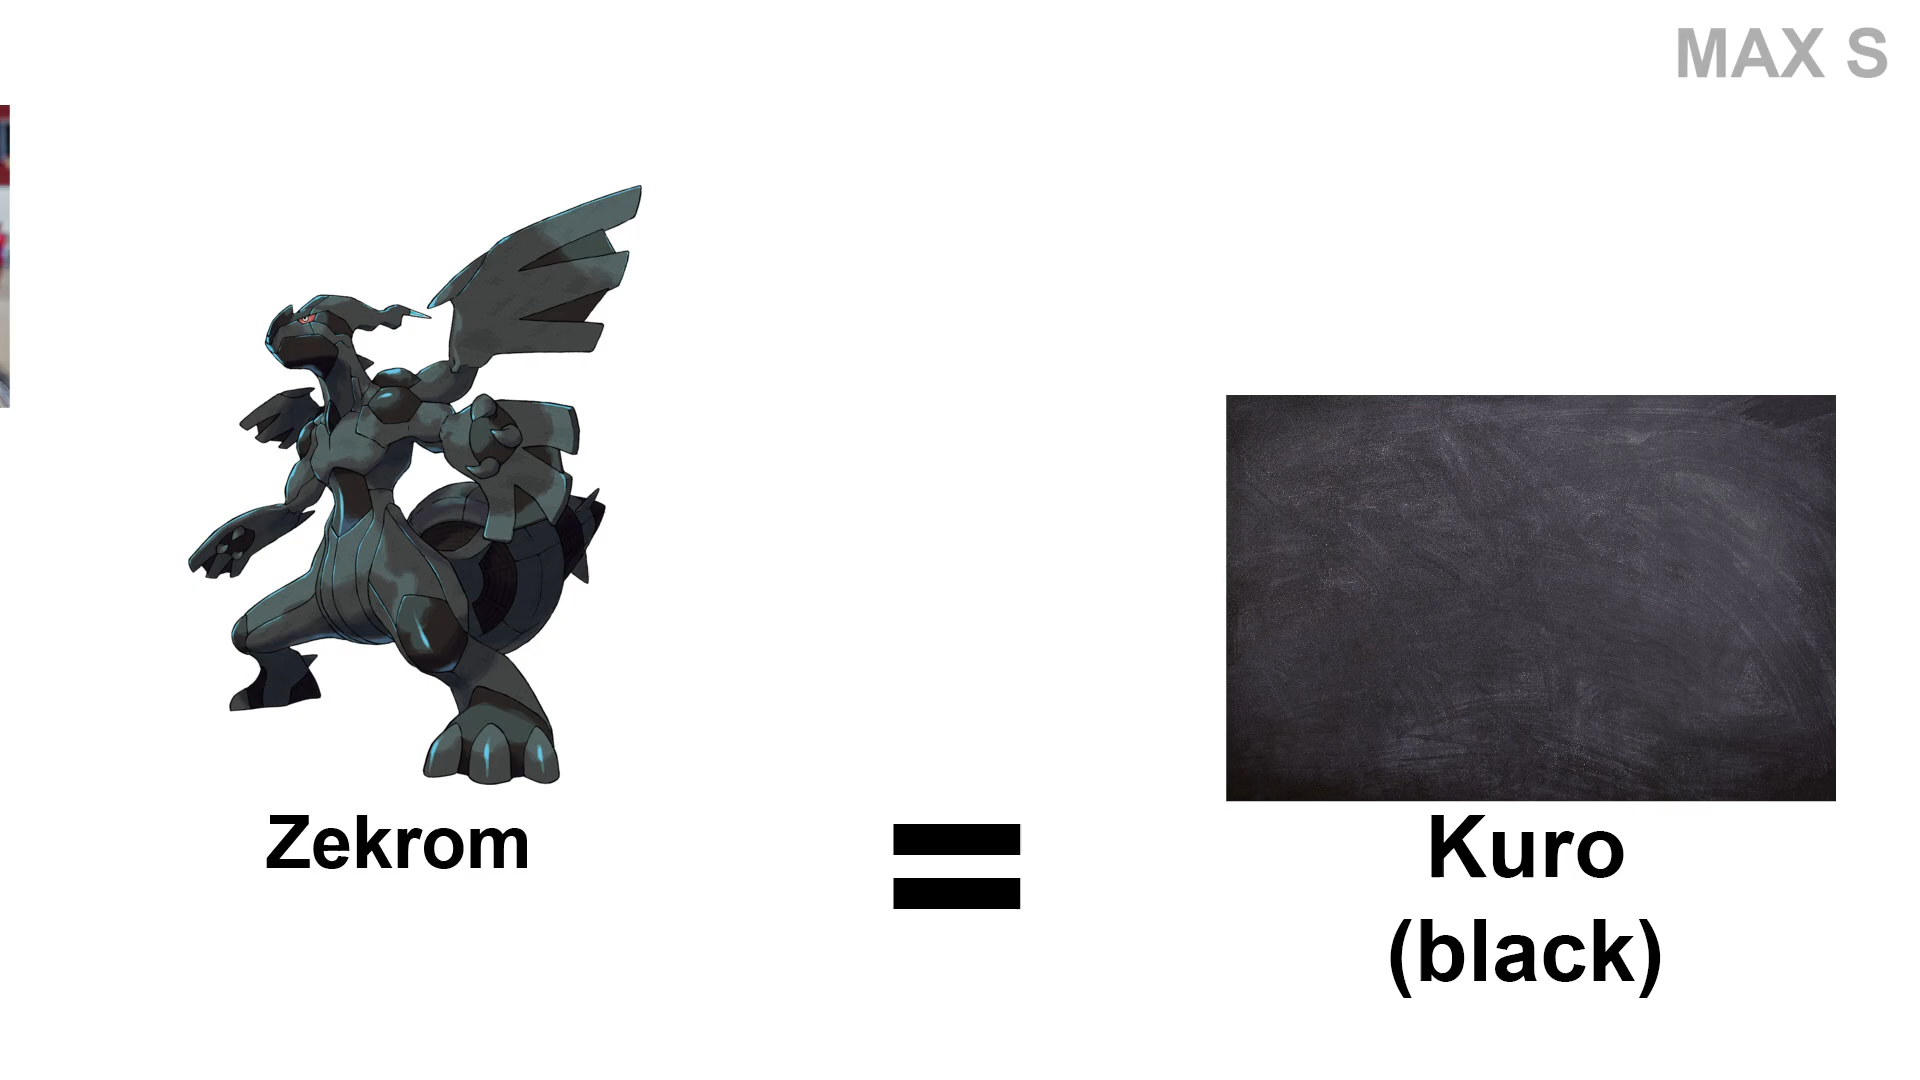 MAX S
Zekrom
=
Kuro
(black)